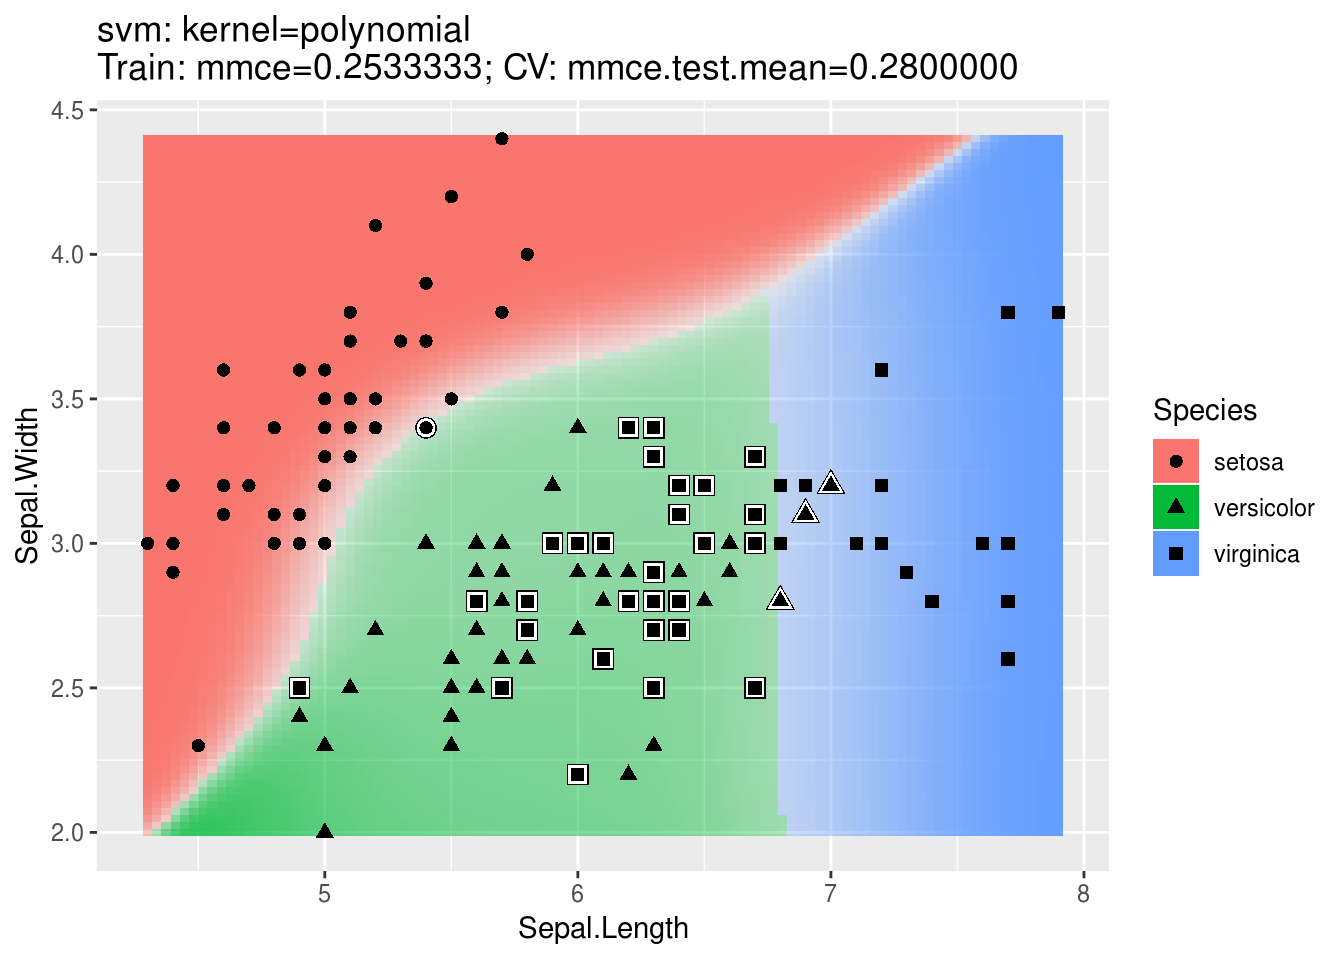 svm: kernel=polynomial
Train: mmce=0.2533333; CV: mmce.test.mean=0.2800000
4.5
4.0
3.5
3.0
2.5
2.0
Sepal.Width
5
6
7
8
Sepal.Length
Species
setosa
versicolor
virginica